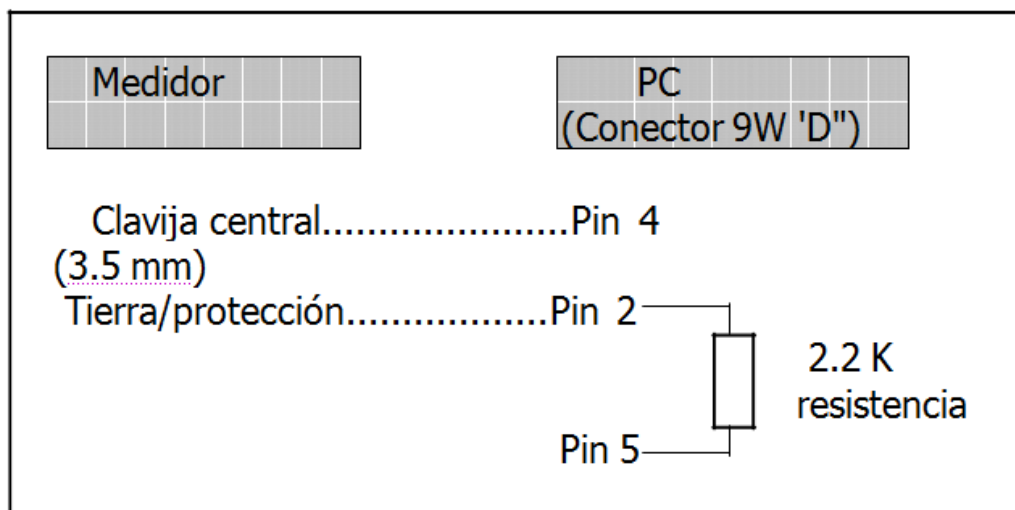 Medidor
PC
(Conector 9W 'D")
Clavija central......................Pin 4
(3.5 mm)
Tierra/protección..................Pin 2
2.2 K
resistencia
Pin 5